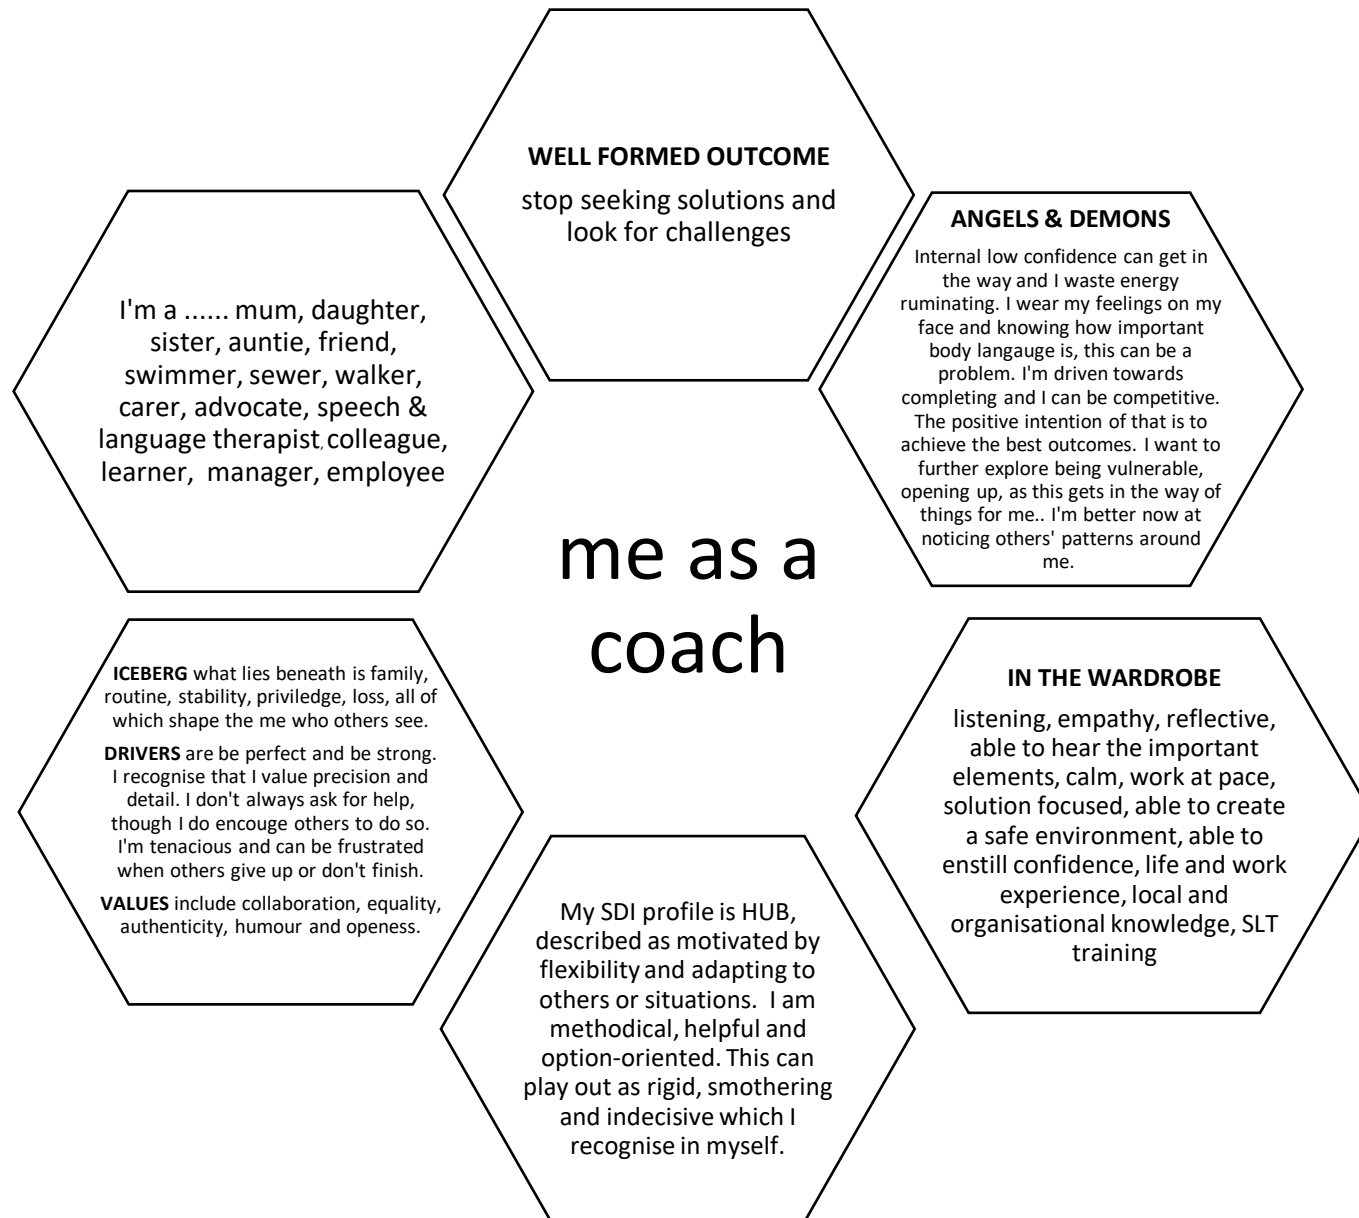 WELL FORMED OUTCOME
stop seeking solutions and
look for challenges
ANGELS & DEMONS
Internal low confidence can get in
the way and I waste energy
ruminating. I wear my feelings on my
face and knowing how important
body langauge is, this can be a
problem. I'm driven towards
completing and I can be competitive.
The positive intention of that is to
achieve the best outcomes. I want to
further explore being vulnerable,
opening up, as this gets in the way of
things for me.. I'm better now at
noticing others' patterns around
me.
I'm a ...... mum, daughter,
sister, auntie, friend,
swimmer, sewer, walker,
carer, advocate, speech &
language therapist, colleague,
learner, manager, employee
me as a
coach
ICEBERG what lies beneath is family,
routine, stability, priviledge, loss, all of
which shape the me who others see.
DRIVERS are be perfect and be strong.
I recognise that I value precision and
detail. I don't always ask for help,
though I do encouge others to do so.
I'm tenacious and can be frustrated
when others give up or don't finish.
VALUES include collaboration, equality,
authenticity, humour and openess.
IN THE WARDROBE
listening, empathy, reflective,
able to hear the important
elements, calm, work at pace,
solution focused, able to create
a safe environment, able to
enstill confidence, life and work
experience, local and
organisational knowledge, SLT
training
My SDI profile is HUB,
described as motivated by
flexibility and adapting to
others or situations. I am
methodical, helpful and
option-oriented. This can
play out as rigid, smothering
and indecisive which I
recognise in myself.